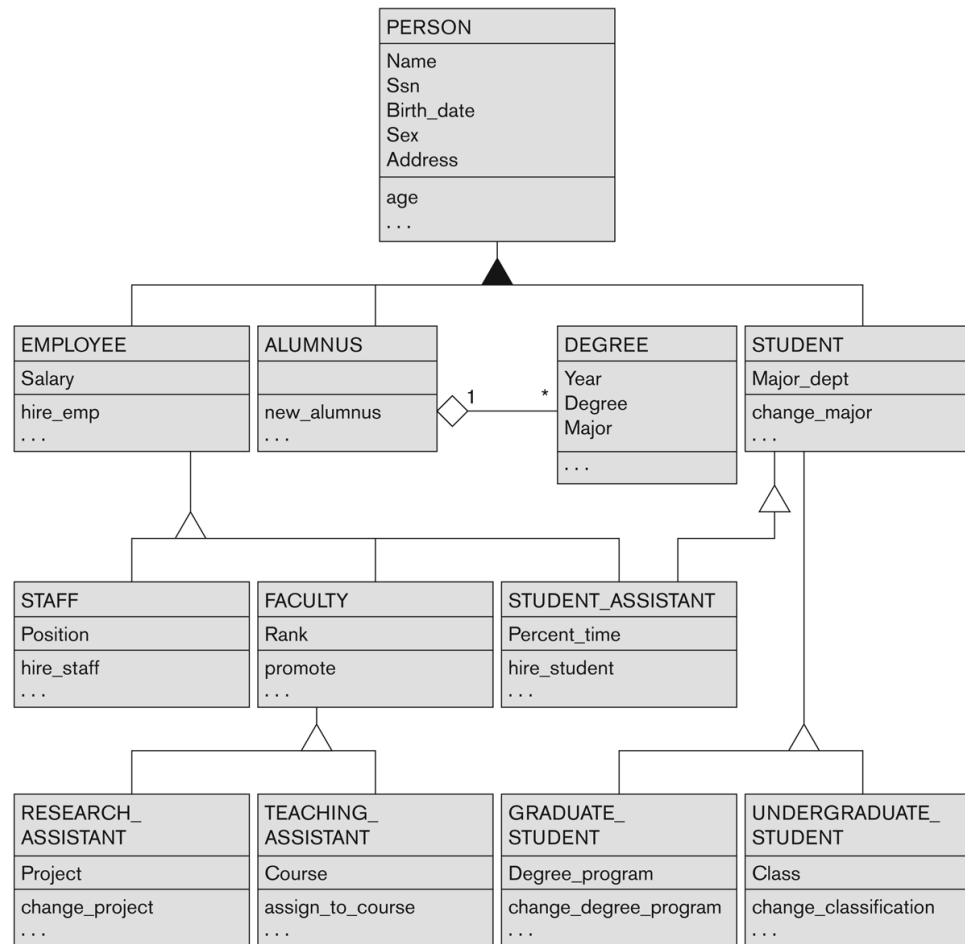 PERSON
Name
Ssn
Birth_date
Sex
Address
age
. . .
EMPLOYEE
Salary
hire_emp
. . .
ALUMNUS
new_alumnus
. . .
1
*
DEGREE
Year
Degree
Major
. . .
STUDENT
Major_dept
change_major
. . .
STAFF
Position
hire_staff
. . .
FACULTY
Rank
promote
. . .
STUDENT_ASSISTANT
Percent_time
hire_student
. . .
RESEARCH_
ASSISTANT
Project
change_project
. . .
TEACHING_
ASSISTANT
Course
assign_to_course
. . .
GRADUATE_
STUDENT
Degree_program
change_degree_program
. . .
UNDERGRADUATE_
STUDENT
Class
change_classification
. . .